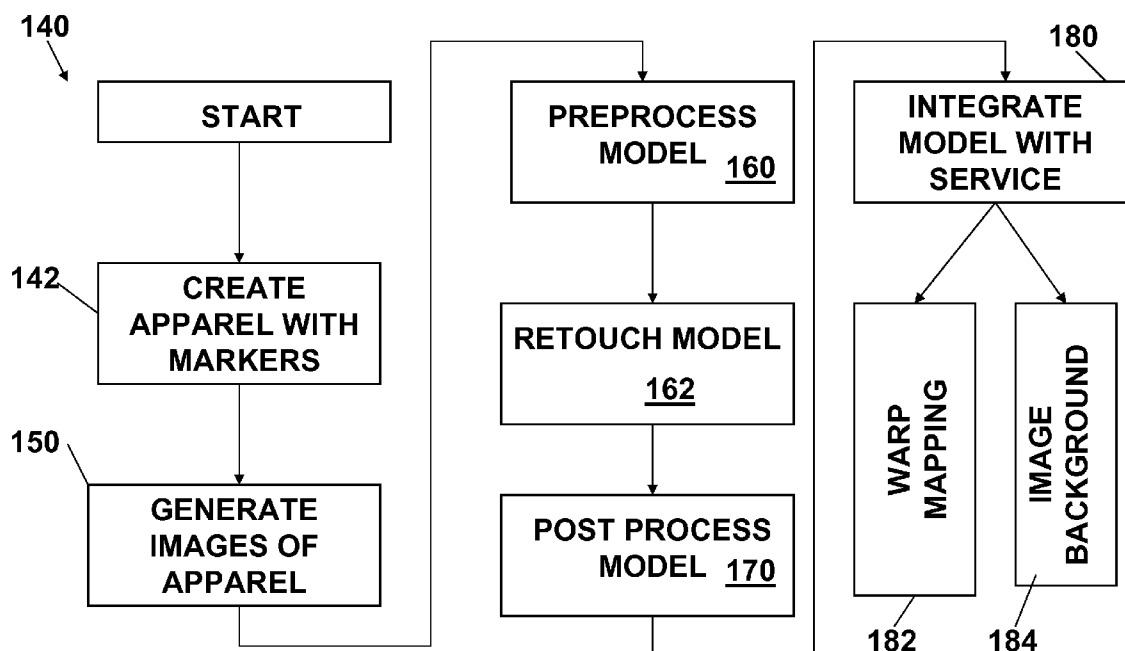 140
START
142
CREATE
APPAREL WITH
MARKERS
150
GENERATE
IMAGES OF
APPAREL
PREPROCESS
MODEL 160
RETOUCH MODEL
162
POST PROCESS
MODEL 170
180
INTEGRATE
MODEL WITH
SERVICE
WARP
MAPPING
182
IMAGE
BACKGROUND
184